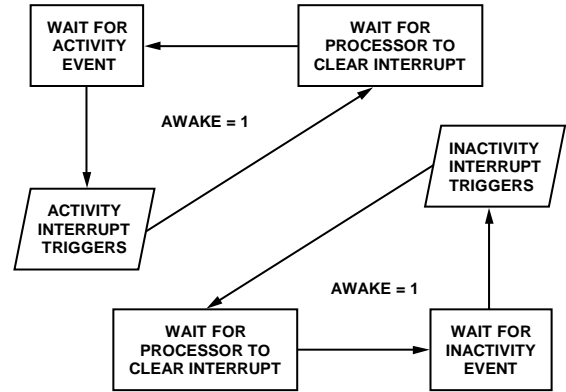 WAIT FOR
ACTIVITY
EVENT
WAIT FOR
PROCESSOR TO
CLEAR INTERRUPT
AWAKE = 1
INACTIVITY
INTERRUPT
TRIGGERS
ACTIVITY
INTERRUPT
TRIGGERS
AWAKE = 1
WAIT FOR
PROCESSOR TO
CLEAR INTERRUPT
WAIT FOR
INACTIVITY
EVENT